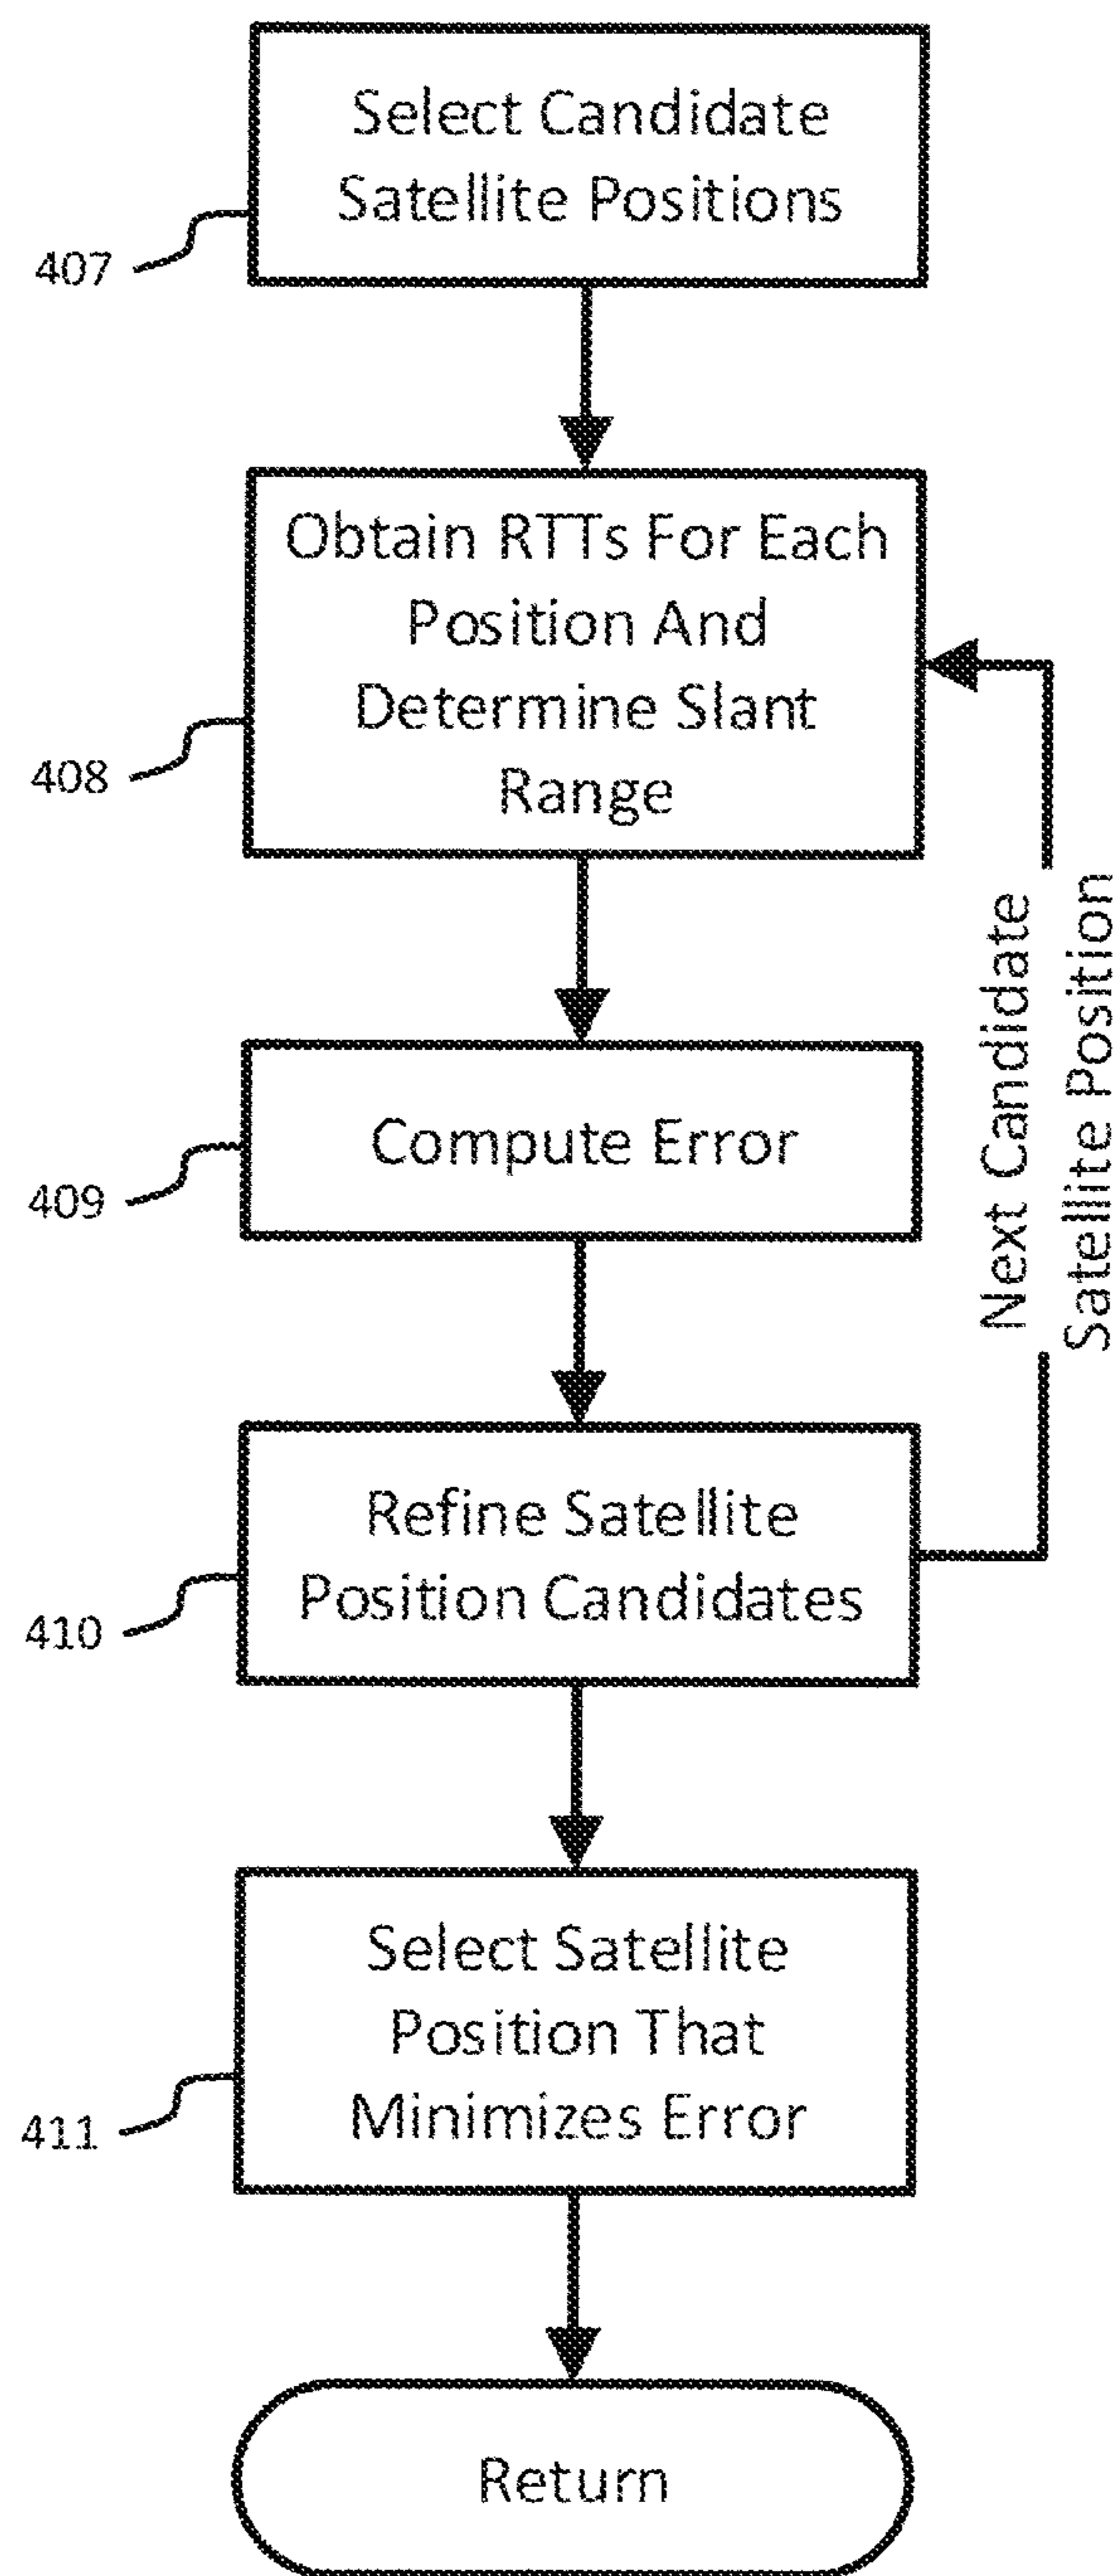 Select Candidate
Satellite Positions
407
Obtain RTTs For Each
Position And
Determine Slant
Range
408
Next Candidate
Satellite Position
Compute Error
409
Refine Satellite
Position Candidates
410
Select Satellite
Position That
Minimizes Error
411
Return